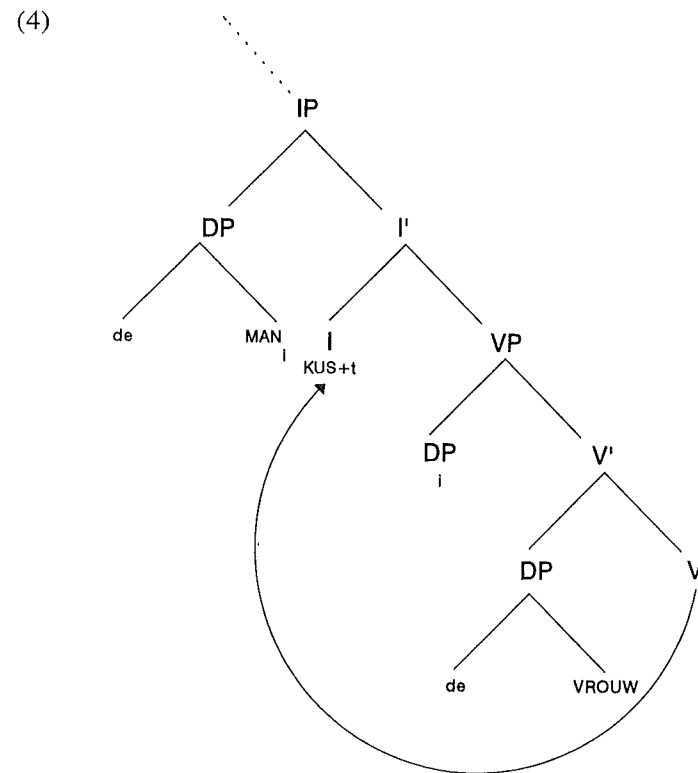 (4)
IP
DP I'
de MAN i I VP
KUS+t
DP V'
i
DP V
de VROUW